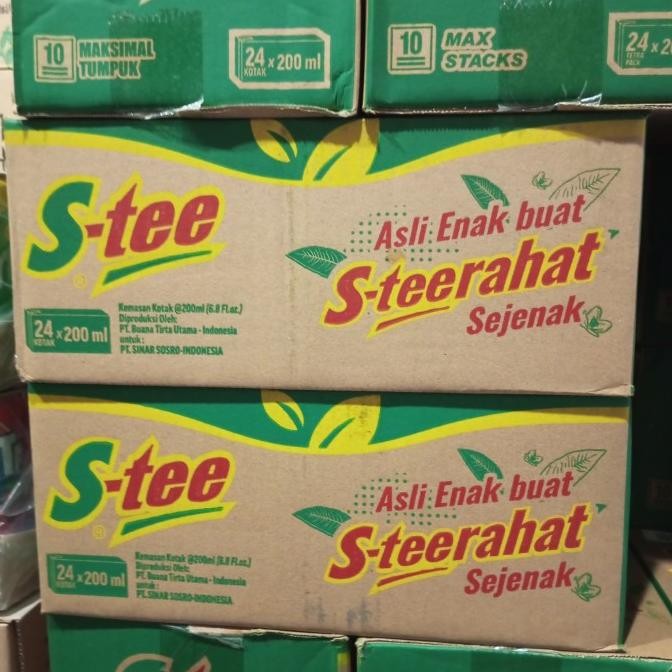 10
MAKSIMAL
TUMPUK
24 x 200 ml
KOTAK
10
MAX
STACKS
24
TETRA
PACK
S-tee
®
Asli Enak buat
S-teerahat
Sejenak
24 x 200 ml
KOTAK
Kemasan Kotak @200ml (6.8 Fl.oz.)
Diproduksi Oleh:
PT. Buana Tirta Utama - Indonesia
untuk :
PT. SINAR SOSRO-INDONESIA
S-tee
®
Asli Enak buat
S-teerahat
Sejenak
24 x 200 ml
KOTAK
Kemasan Kotak @200ml (6.8 Fl.oz.)
Diproduksi Oleh:
PT. Buana Tirta Utama - Indonesia
untuk :
PT. SINAR SOSRO-INDONESIA